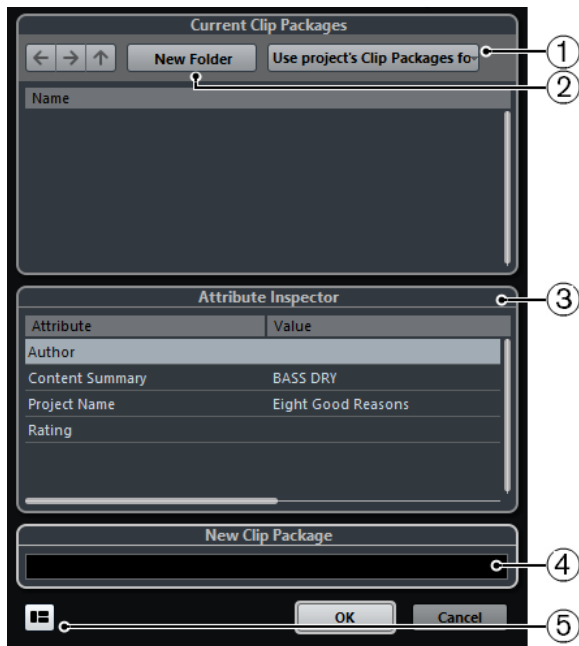 Current Clip Packages
New Folder
Use project's Clip Packages fo
1
2
Name
Attribute Inspector
3
Attribute Value
Author
Content Summary BASS DRY
Project Name Eight Good Reasons
Rating
New Clip Package
4
OK Cancel
5